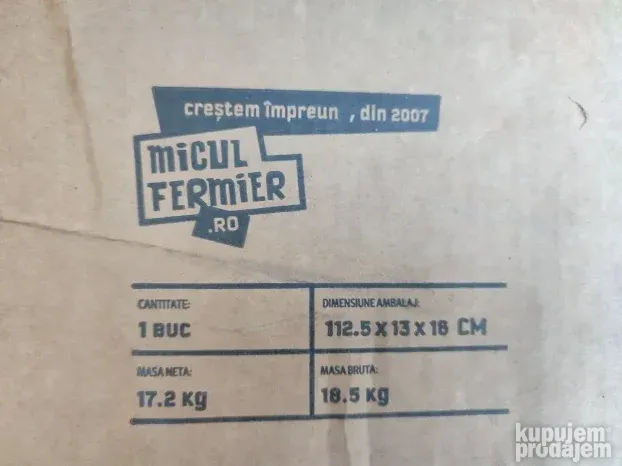 creştem împreun , din 2007
MiCUL
FERMiER
.RO
CANTITATE:
1 BUC
DIMENSIUNE AMBALAJ:
112.5 x 13 x 16 CM
MASA NETA:
17.2 Kg
MASA BRUTA:
18.5 Kg
kupujem
prodajem